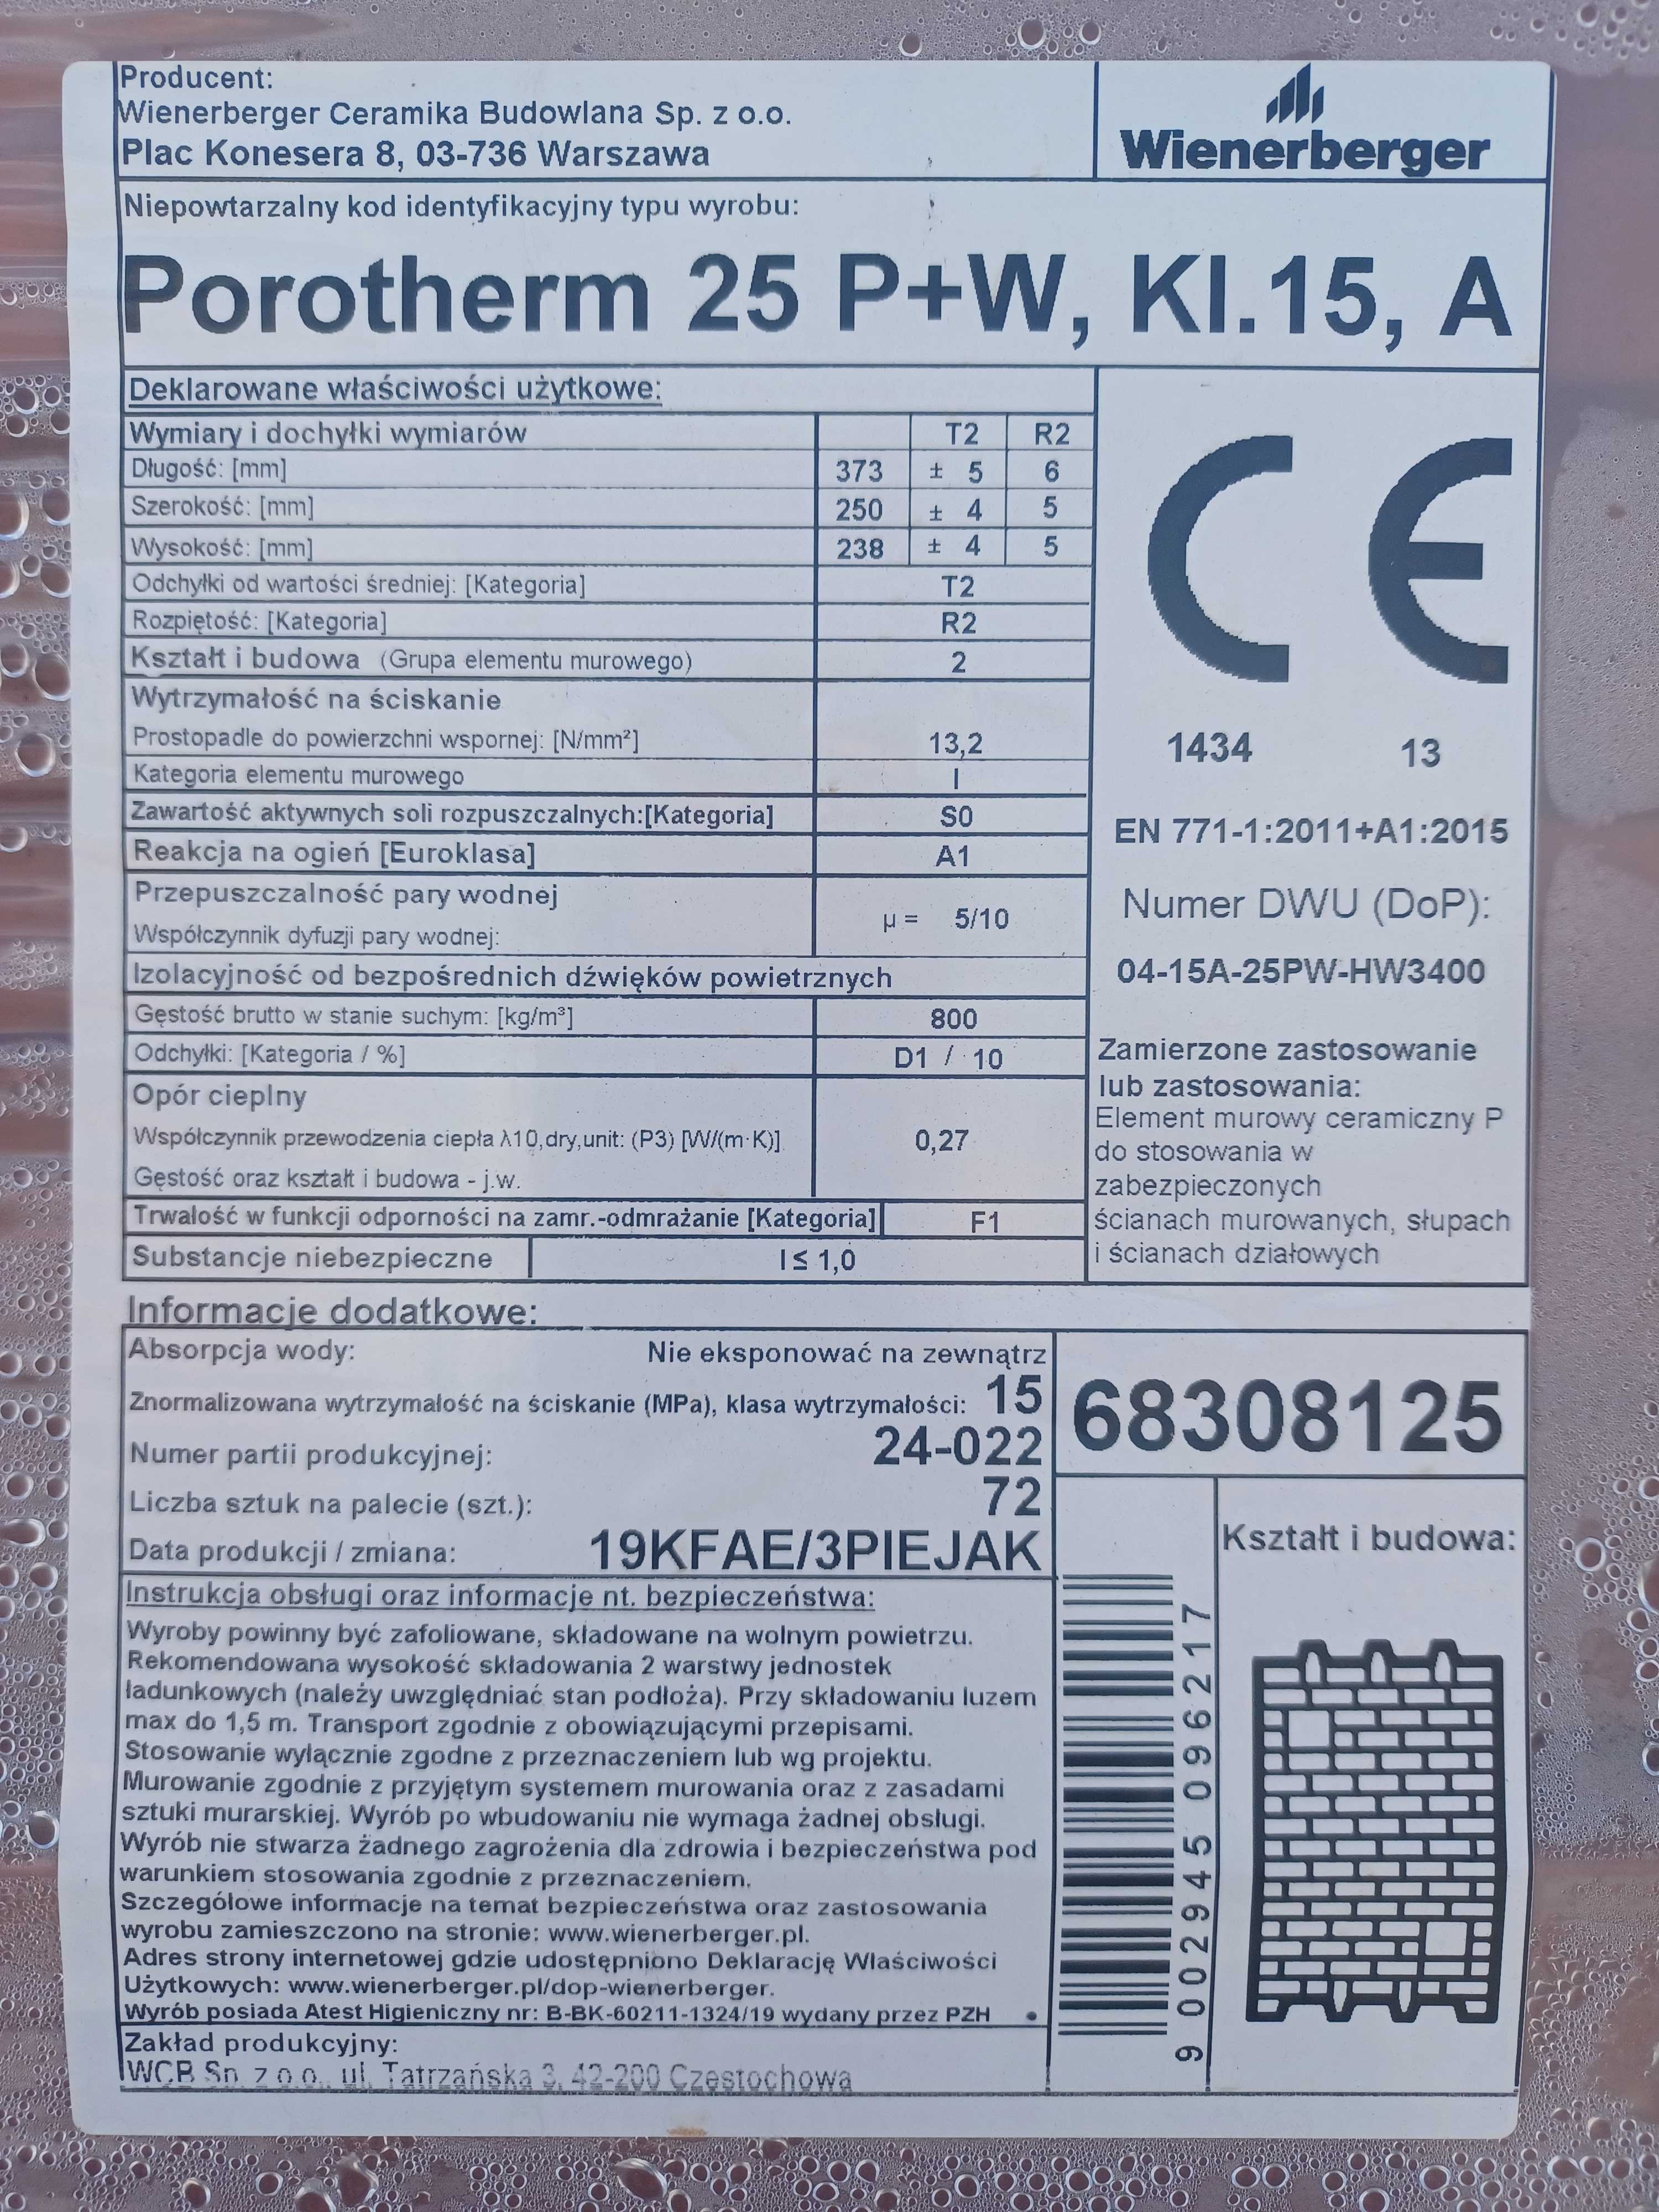 Producent:
Wienerberger Ceramika Budowlana Sp. z o.o.
Plac Konesera 8, 03-736 Warszawa
Wienerberger
Niepowtarzalny kod identyfikacyjny typu wyrobu:
Porotherm 25 P+W, Kl.15, A
Deklarowane właściwości użytkowe:
Wymiary i dochyłki wymiarów T2 R2
Długość: [mm] 373 ± 5 6
Szerokość: [mm] 250 ± 4 5
Wysokość: [mm] 238 ± 4 5
Odchyłki od wartości średniej: [Kategoria] T2
Rozpiętość: [Kategoria] R2
Kształt i budowa (Grupa elementu murowego) 2
Wytrzymałość na ściskanie
Prostopadle do powierzchni wspornej: [N/mm²] 13,2
Kategoria elementu murowego I
Zawartość aktywnych soli rozpuszczalnych:[Kategoria] S0
Reakcja na ogień [Euroklasa] A1
Przepuszczalność pary wodnej
Współczynnik dyfuzji pary wodnej: µ = 5/10
Izolacyjność od bezpośrednich dźwięków powietrznych
Gęstość brutto w stanie suchym: [kg/m³] 800
Odchyłki: [Kategoria / %] D1 / 10
Opór cieplny
Współczynnik przewodzenia ciepła λ10,dry,unit: (P3) [W/(m·K)] 0,27
Gęstość oraz kształt i budowa - j.w.
Trwałość w funkcji odporności na zamr.-odmrażanie [Kategoria] F1
Substancje niebezpieczne I ≤ 1,0
CE
1434 13
EN 771-1:2011+A1:2015
Numer DWU (DoP):
04-15A-25PW-HW3400
Zamierzone zastosowanie
lub zastosowania:
Element murowy ceramiczny P
do stosowania w
zabezpieczonych
ścianach murowanych, słupach
i ścianach działowych
Informacje dodatkowe:
Absorpcja wody: Nie eksponować na zewnątrz
Znormalizowana wytrzymałość na ściskanie (MPa), klasa wytrzymałości: 15
Numer partii produkcyjnej: 24-022
Liczba sztuk na palecie (szt.): 72
Data produkcji / zmiana: 19KFAE/3PIEJAK
68308125
Kształt i budowa:
9 002945 096217
Instrukcja obsługi oraz informacje nt. bezpieczeństwa:
Wyroby powinny być zafoliowane, składowane na wolnym powietrzu.
Rekomendowana wysokość składowania 2 warstwy jednostek
ładunkowych (należy uwzględniać stan podłoża). Przy składowaniu luzem
max do 1,5 m. Transport zgodnie z obowiązującymi przepisami.
Stosowanie wyłącznie zgodne z przeznaczeniem lub wg projektu.
Murowanie zgodnie z przyjętym systemem murowania oraz z zasadami
sztuki murarskiej. Wyrób po wbudowaniu nie wymaga żadnej obsługi.
Wyrób nie stwarza żadnego zagrożenia dla zdrowia i bezpieczeństwa pod
warunkiem stosowania zgodnie z przeznaczeniem.
Szczegółowe informacje na temat bezpieczeństwa oraz zastosowania
wyrobu zamieszczono na stronie: www.wienerberger.pl.
Adres strony internetowej gdzie udostępniono Deklarację Właściwości
Użytkowych: www.wienerberger.pl/dop-wienerberger.
Wyrób posiada Atest Higieniczny nr: B-BK-60211-1324/19 wydany przez PZH
Zakład produkcyjny:
WCB Sp. z o.o., ul. Tatrzańska 3, 42-200 Częstochowa